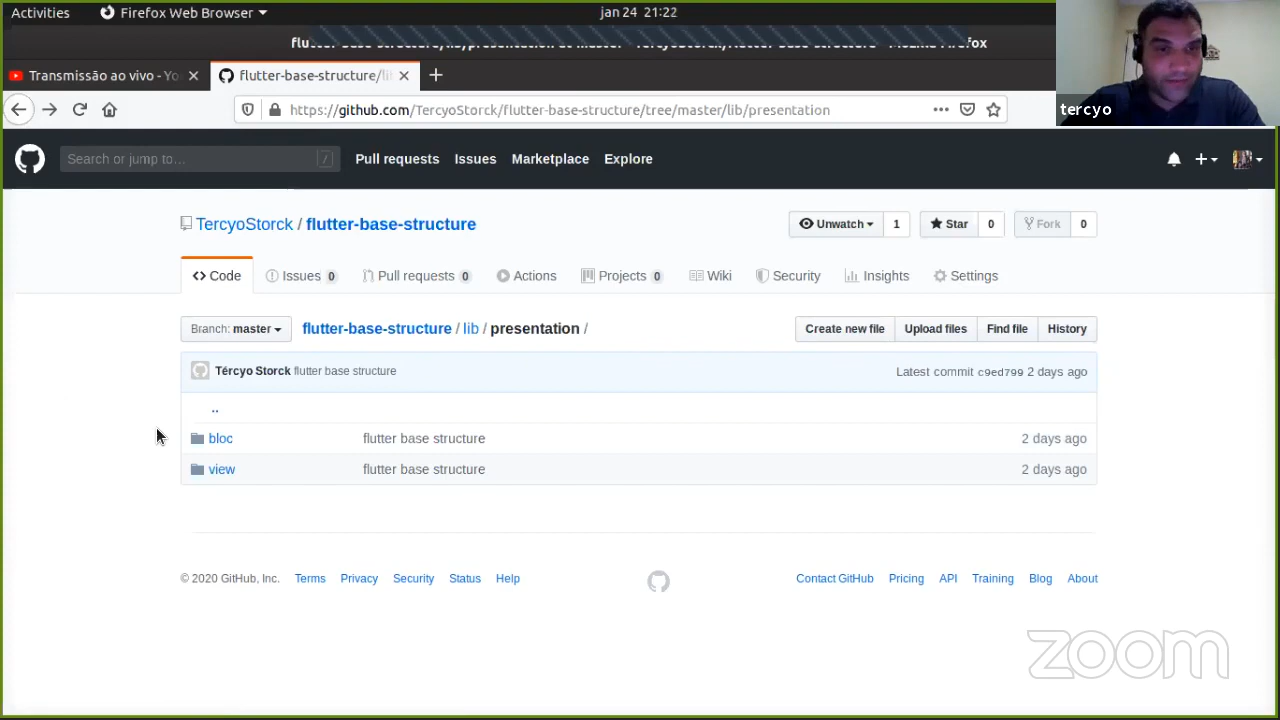 Activities Firefox Web Browser jan 24 21:22
Transmissão ao vivo - Yo flutter-base-structure/li
https://github.com/TercyoStorck/flutter-base-structure/tree/master/lib/presentation
tercyo
Search or jump to… / Pull requests Issues Marketplace Explore
TercyoStorck / flutter-base-structure Unwatch 1 Star 0 Fork 0
Code Issues 0 Pull requests 0 Actions Projects 0 Wiki Security Insights Settings
Branch: master flutter-base-structure / lib / presentation / Create new file Upload files Find file History
Tércyo Storck flutter base structure Latest commit c9ed799 2 days ago
..
bloc flutter base structure 2 days ago
view flutter base structure 2 days ago
© 2020 GitHub, Inc. Terms Privacy Security Status Help Contact GitHub Pricing API Training Blog About
zoom